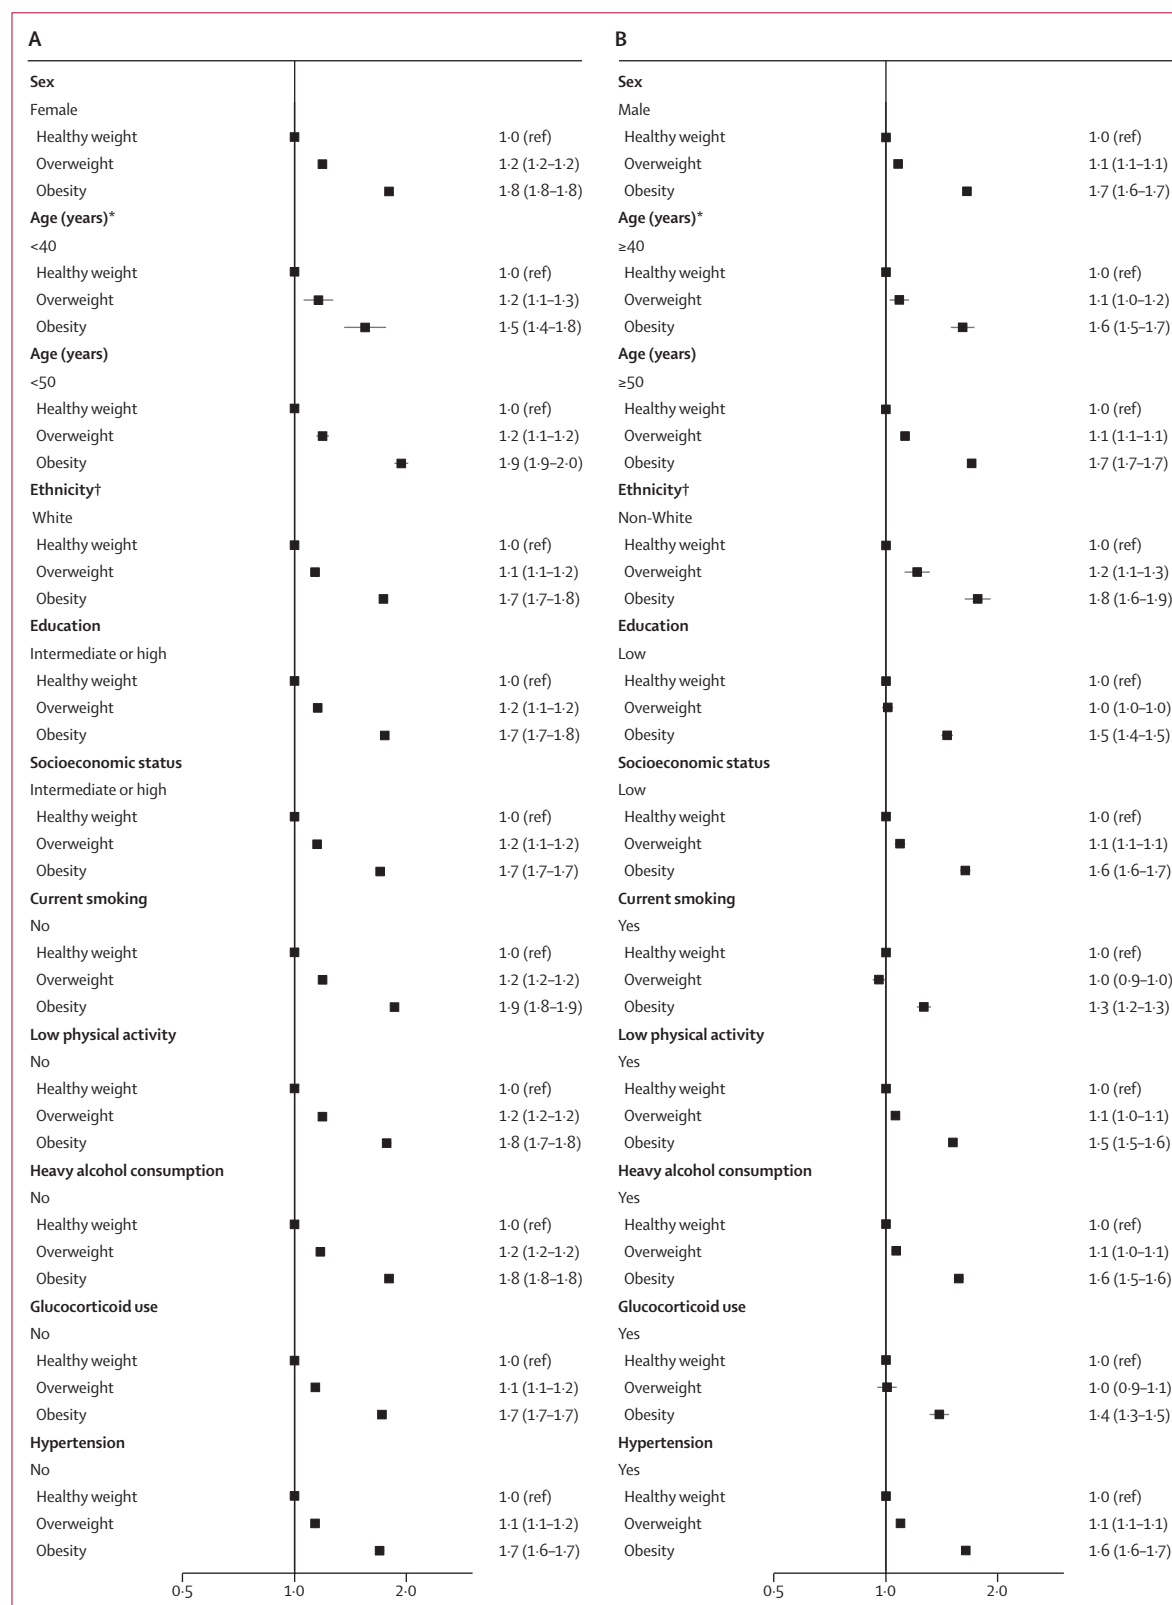 A
Sex
Female
Healthy weight 1·0 (ref)
Overweight 1·2 (1·2–1·2)
Obesity 1·8 (1·8–1·8)
Age (years)*
<40
Healthy weight 1·0 (ref)
Overweight 1·2 (1·1–1·3)
Obesity 1·5 (1·4–1·8)
Age (years)
<50
Healthy weight 1·0 (ref)
Overweight 1·2 (1·1–1·2)
Obesity 1·9 (1·9–2·0)
Ethnicity†
White
Healthy weight 1·0 (ref)
Overweight 1·1 (1·1–1·2)
Obesity 1·7 (1·7–1·8)
Education
Intermediate or high
Healthy weight 1·0 (ref)
Overweight 1·2 (1·1–1·2)
Obesity 1·7 (1·7–1·8)
Socioeconomic status
Intermediate or high
Healthy weight 1·0 (ref)
Overweight 1·2 (1·1–1·2)
Obesity 1·7 (1·7–1·7)
Current smoking
No
Healthy weight 1·0 (ref)
Overweight 1·2 (1·2–1·2)
Obesity 1·9 (1·8–1·9)
Low physical activity
No
Healthy weight 1·0 (ref)
Overweight 1·2 (1·2–1·2)
Obesity 1·8 (1·7–1·8)
Heavy alcohol consumption
No
Healthy weight 1·0 (ref)
Overweight 1·2 (1·2–1·2)
Obesity 1·8 (1·8–1·8)
Glucocorticoid use
No
Healthy weight 1·0 (ref)
Overweight 1·1 (1·1–1·2)
Obesity 1·7 (1·7–1·7)
Hypertension
No
Healthy weight 1·0 (ref)
Overweight 1·1 (1·1–1·2)
Obesity 1·7 (1·6–1·7)
0·5 1·0 2·0
B
Sex
Male
Healthy weight 1·0 (ref)
Overweight 1·1 (1·1–1·1)
Obesity 1·7 (1·6–1·7)
Age (years)*
≥40
Healthy weight 1·0 (ref)
Overweight 1·1 (1·0–1·2)
Obesity 1·6 (1·5–1·7)
Age (years)
≥50
Healthy weight 1·0 (ref)
Overweight 1·1 (1·1–1·1)
Obesity 1·7 (1·7–1·7)
Ethnicity†
Non-White
Healthy weight 1·0 (ref)
Overweight 1·2 (1·1–1·3)
Obesity 1·8 (1·6–1·9)
Education
Low
Healthy weight 1·0 (ref)
Overweight 1·0 (1·0–1·0)
Obesity 1·5 (1·4–1·5)
Socioeconomic status
Low
Healthy weight 1·0 (ref)
Overweight 1·1 (1·1–1·1)
Obesity 1·6 (1·6–1·7)
Current smoking
Yes
Healthy weight 1·0 (ref)
Overweight 1·0 (0·9–1·0)
Obesity 1·3 (1·2–1·3)
Low physical activity
Yes
Healthy weight 1·0 (ref)
Overweight 1·1 (1·0–1·1)
Obesity 1·5 (1·5–1·6)
Heavy alcohol consumption
Yes
Healthy weight 1·0 (ref)
Overweight 1·1 (1·0–1·1)
Obesity 1·6 (1·5–1·6)
Glucocorticoid use
Yes
Healthy weight 1·0 (ref)
Overweight 1·0 (0·9–1·1)
Obesity 1·4 (1·3–1·5)
Hypertension
Yes
Healthy weight 1·0 (ref)
Overweight 1·1 (1·1–1·1)
Obesity 1·6 (1·6–1·7)
0·5 1·0 2·0